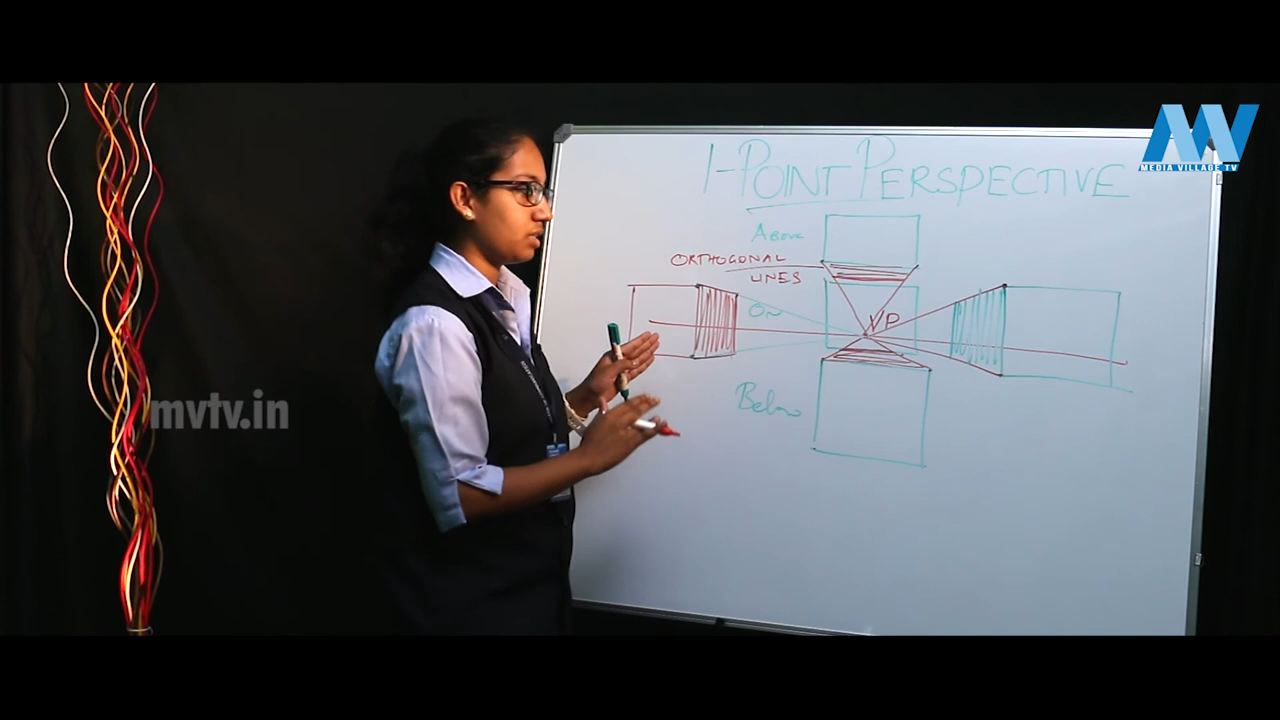 MEDIA VILLAGE TV
1-POINT PERSPECTIVE
Above
ORTHOGONAL
LINES
ON
VP
Below
mvtv.in